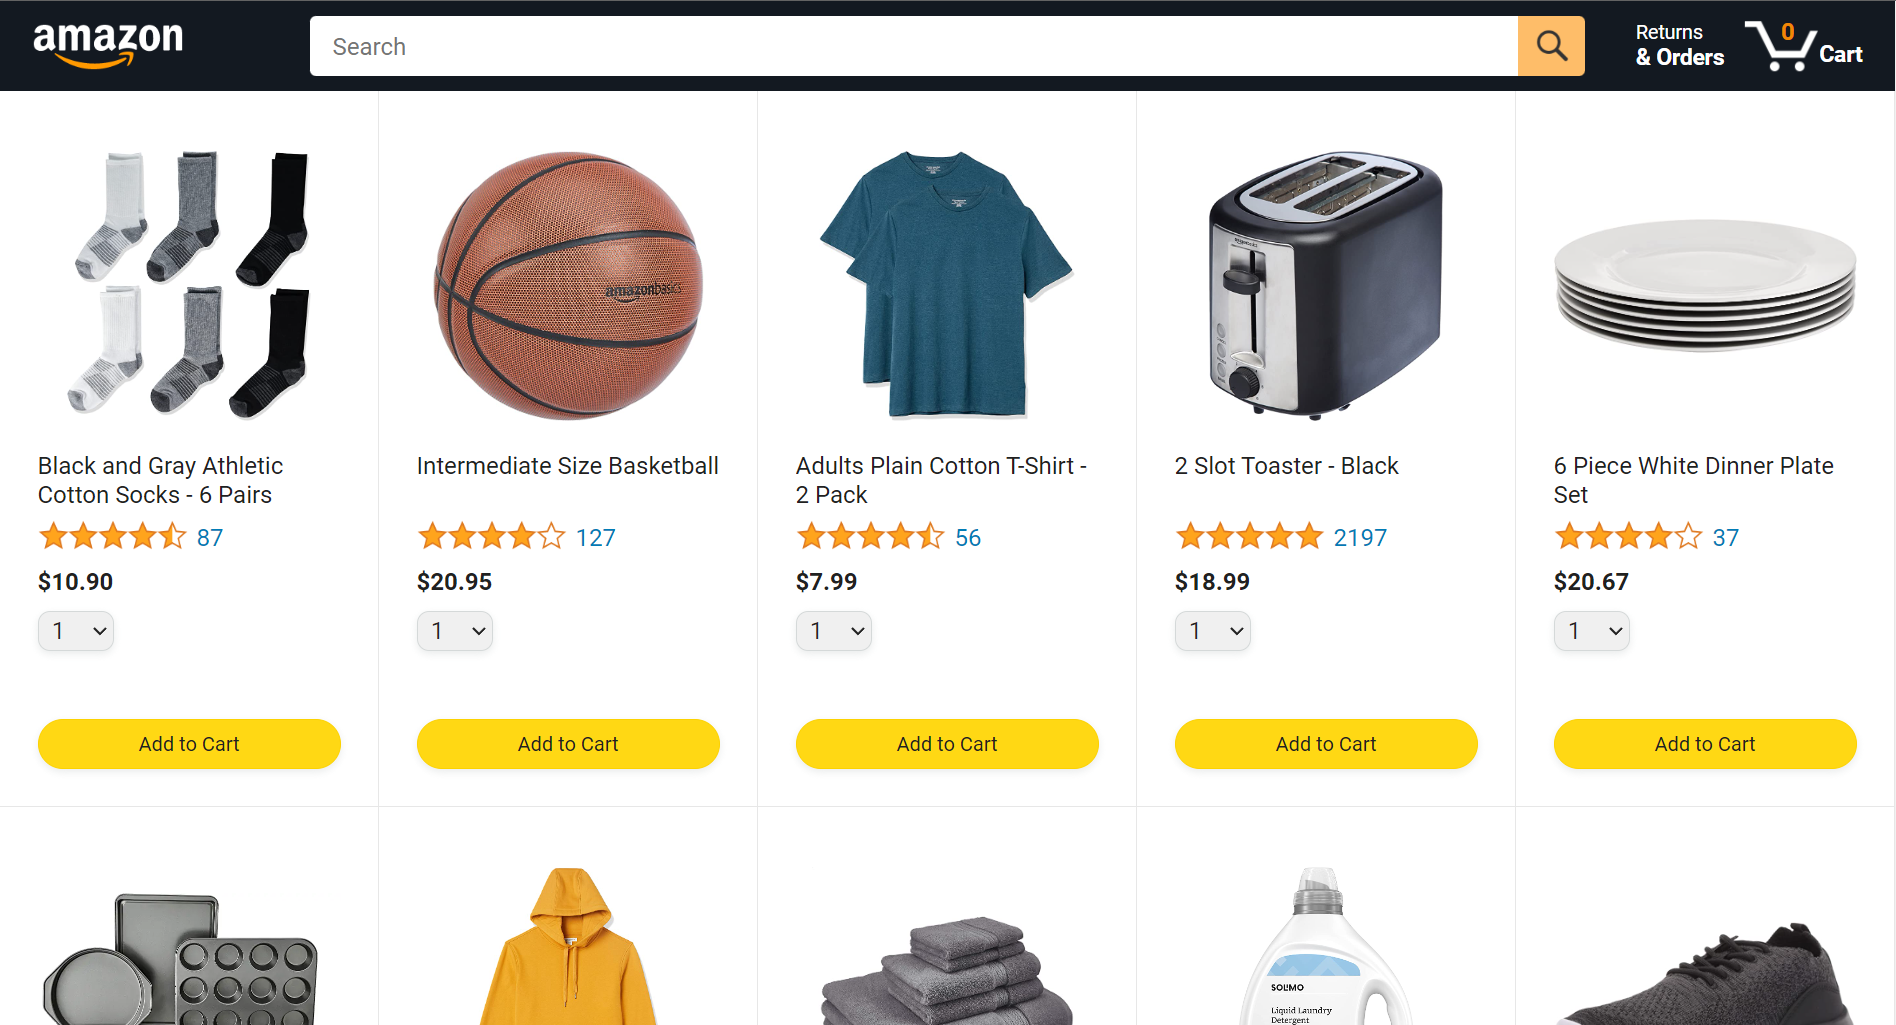 amazon
Search
Returns
& Orders
0
Cart
amazonbasics
Black and Gray Athletic
Cotton Socks - 6 Pairs
87
$10.90
1
Add to Cart
Intermediate Size Basketball
127
$20.95
1
Add to Cart
Adults Plain Cotton T-Shirt -
2 Pack
56
$7.99
1
Add to Cart
2 Slot Toaster - Black
2197
$18.99
1
Add to Cart
6 Piece White Dinner Plate
Set
37
$20.67
1
Add to Cart
SOLIMO
Liquid Laundry
Detergent